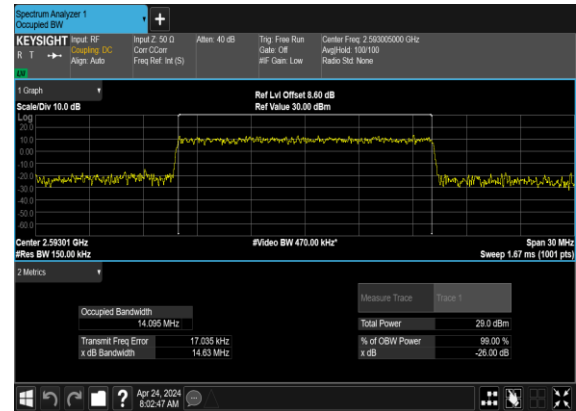 Spectrum Analyzer 1
Occupied BW
+
KEYSIGHT Input: RF Input Z: 50 Ω Atten: 40 dB Trig: Free Run Center Freq: 2.593005000 GHz
R T Coupling: DC Corr CCorr Gate: Off Avg|Hold: 100/100
Align: Auto Freq Ref: Int (S) #IF Gain: Low Radio Std: None
LXI
1 Graph
Scale/Div 10.0 dB Ref Lvl Offset 8.60 dB
Ref Value 30.00 dBm
Log
20.0
10.0
0.00
-10.0
-20.0
-30.0
-40.0
-50.0
-60.0
Center 2.59301 GHz #Video BW 470.00 kHz* Span 30 MHz
#Res BW 150.00 kHz Sweep 1.67 ms (1001 pts)
2 Metrics
Measure Trace Trace 1
Occupied Bandwidth
14.095 MHz Total Power 29.0 dBm
Transmit Freq Error 17.035 kHz % of OBW Power 99.00 %
x dB Bandwidth 14.63 MHz x dB -26.00 dB
? Apr 24, 2024
8:02:47 AM